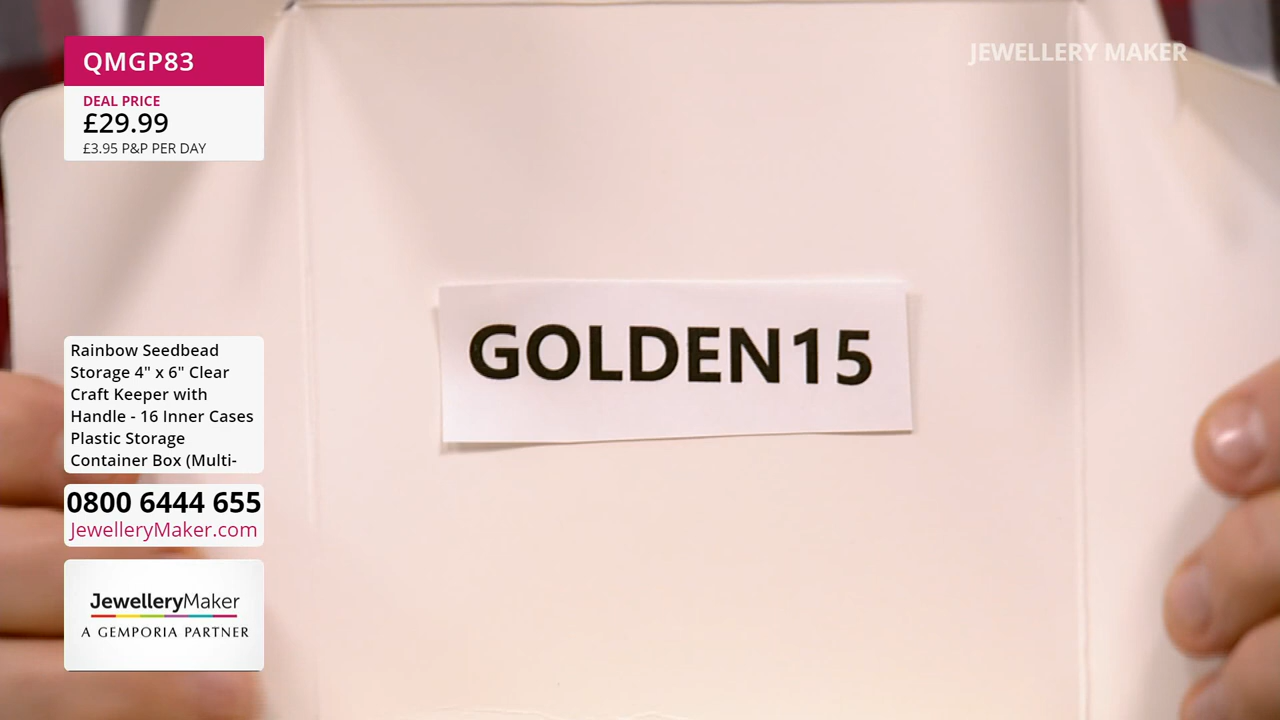 QMGP83
DEAL PRICE
£29.99
£3.95 P&P PER DAY
JEWELLERY MAKER
GOLDEN15
Rainbow Seedbead
Storage 4" x 6" Clear
Craft Keeper with
Handle - 16 Inner Cases
Plastic Storage
Container Box (Multi-
0800 6444 655
JewelleryMaker.com
JewelleryMaker
A GEMPORIA PARTNER